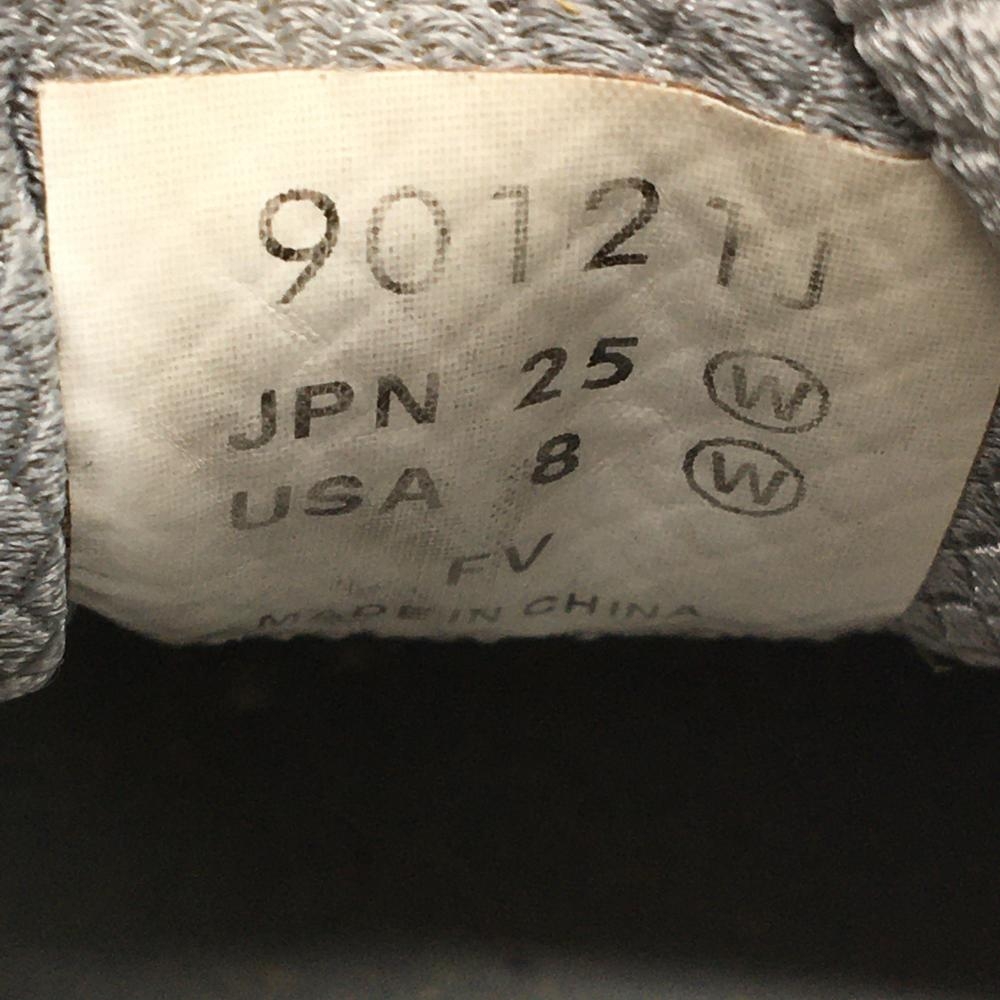 90121J
JPN 25 W
USA 8 W
FV
MADE IN CHINA